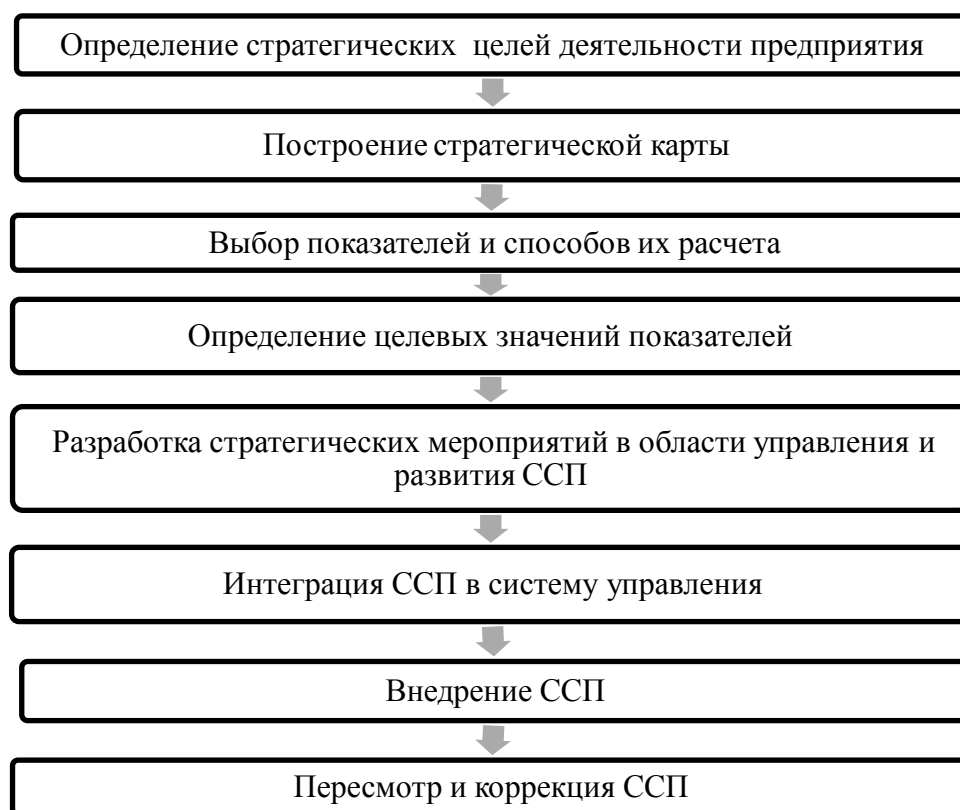 Определение стратегических целей деятельности предприятия
Построение стратегической карты
Выбор показателей и способов их расчета
Определение целевых значений показателей
Разработка стратегических мероприятий в области управления и
развития ССП
Интеграция ССП в систему управления
Внедрение ССП
Пересмотр и коррекция ССП